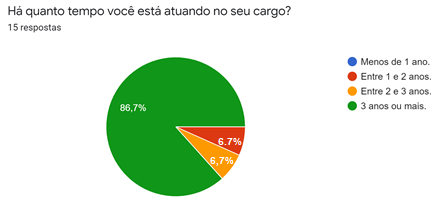 Há quanto tempo você está atuando no seu cargo?
15 respostas
Menos de 1 ano.
Entre 1 e 2 anos.
Entre 2 e 3 anos.
3 anos ou mais.
86,7%
6,7%
6,7%